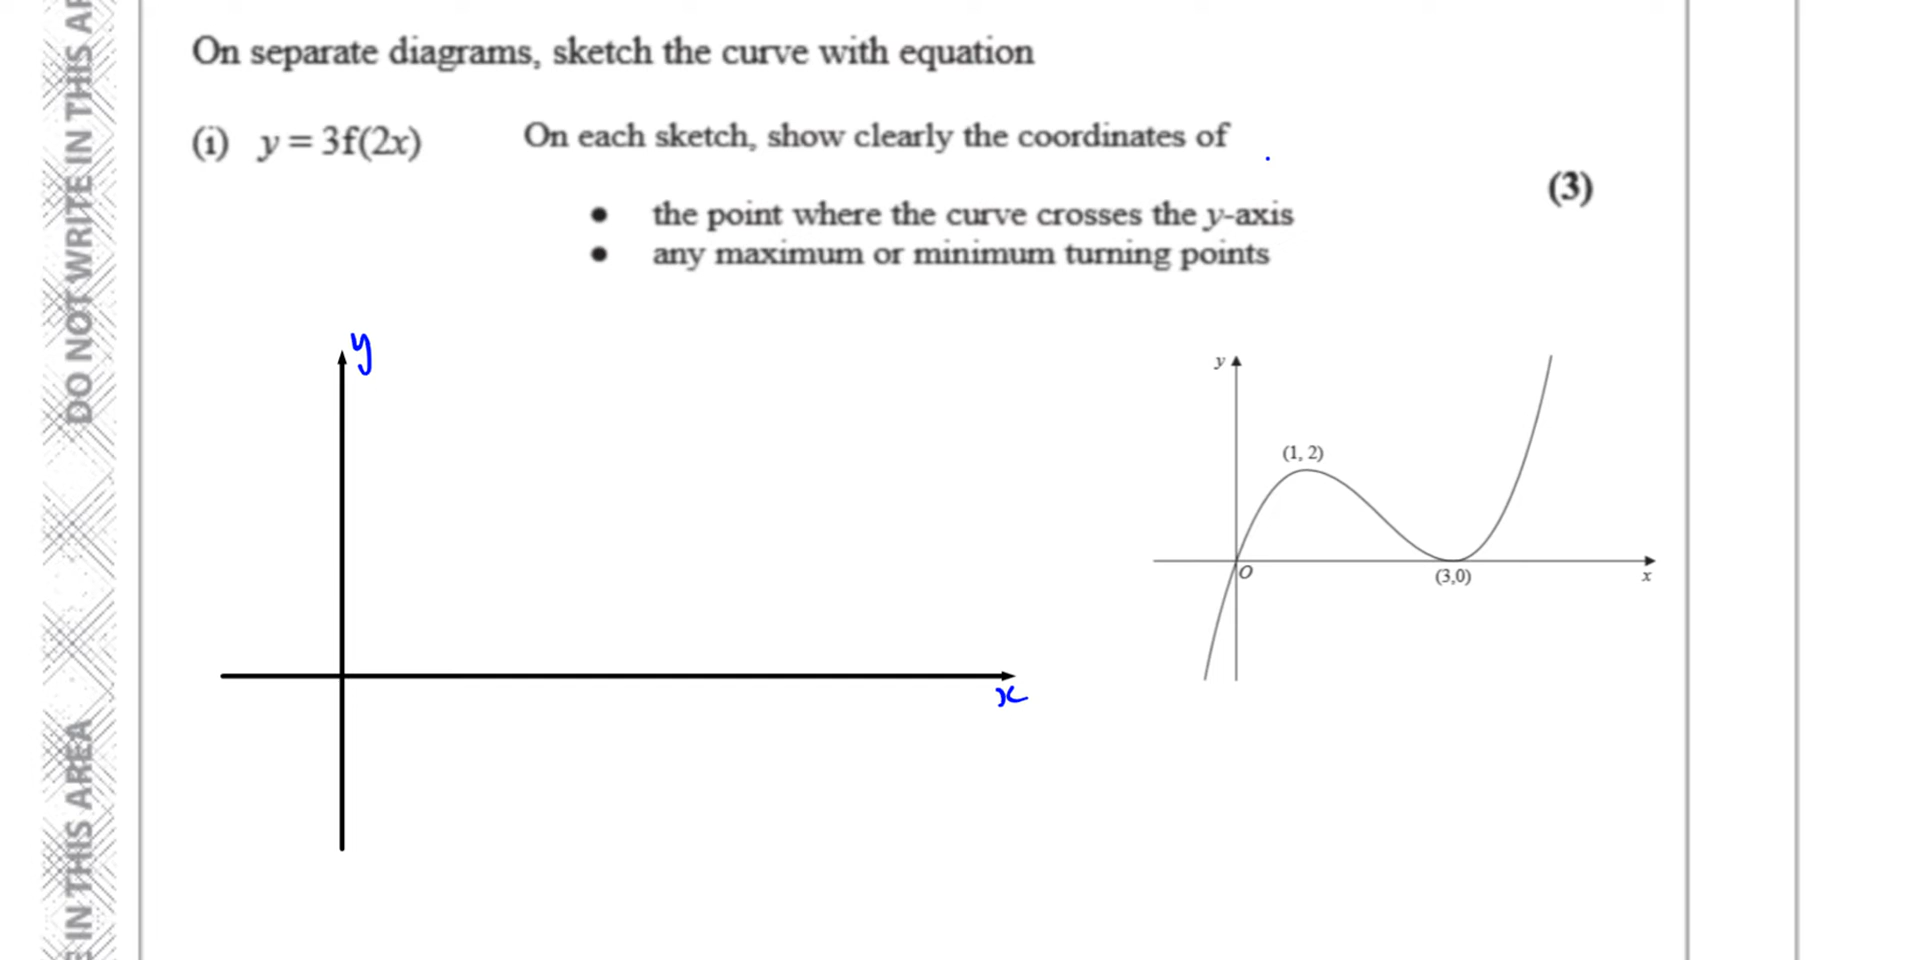 On separate diagrams, sketch the curve with equation
(i) y = 3f(2x) On each sketch, show clearly the coordinates of
(3)
● the point where the curve crosses the y-axis
● any maximum or minimum turning points
y
x
y
(1, 2)
O
(3,0)
x
DO NOT WRITE IN THIS AR
E IN THIS AREA